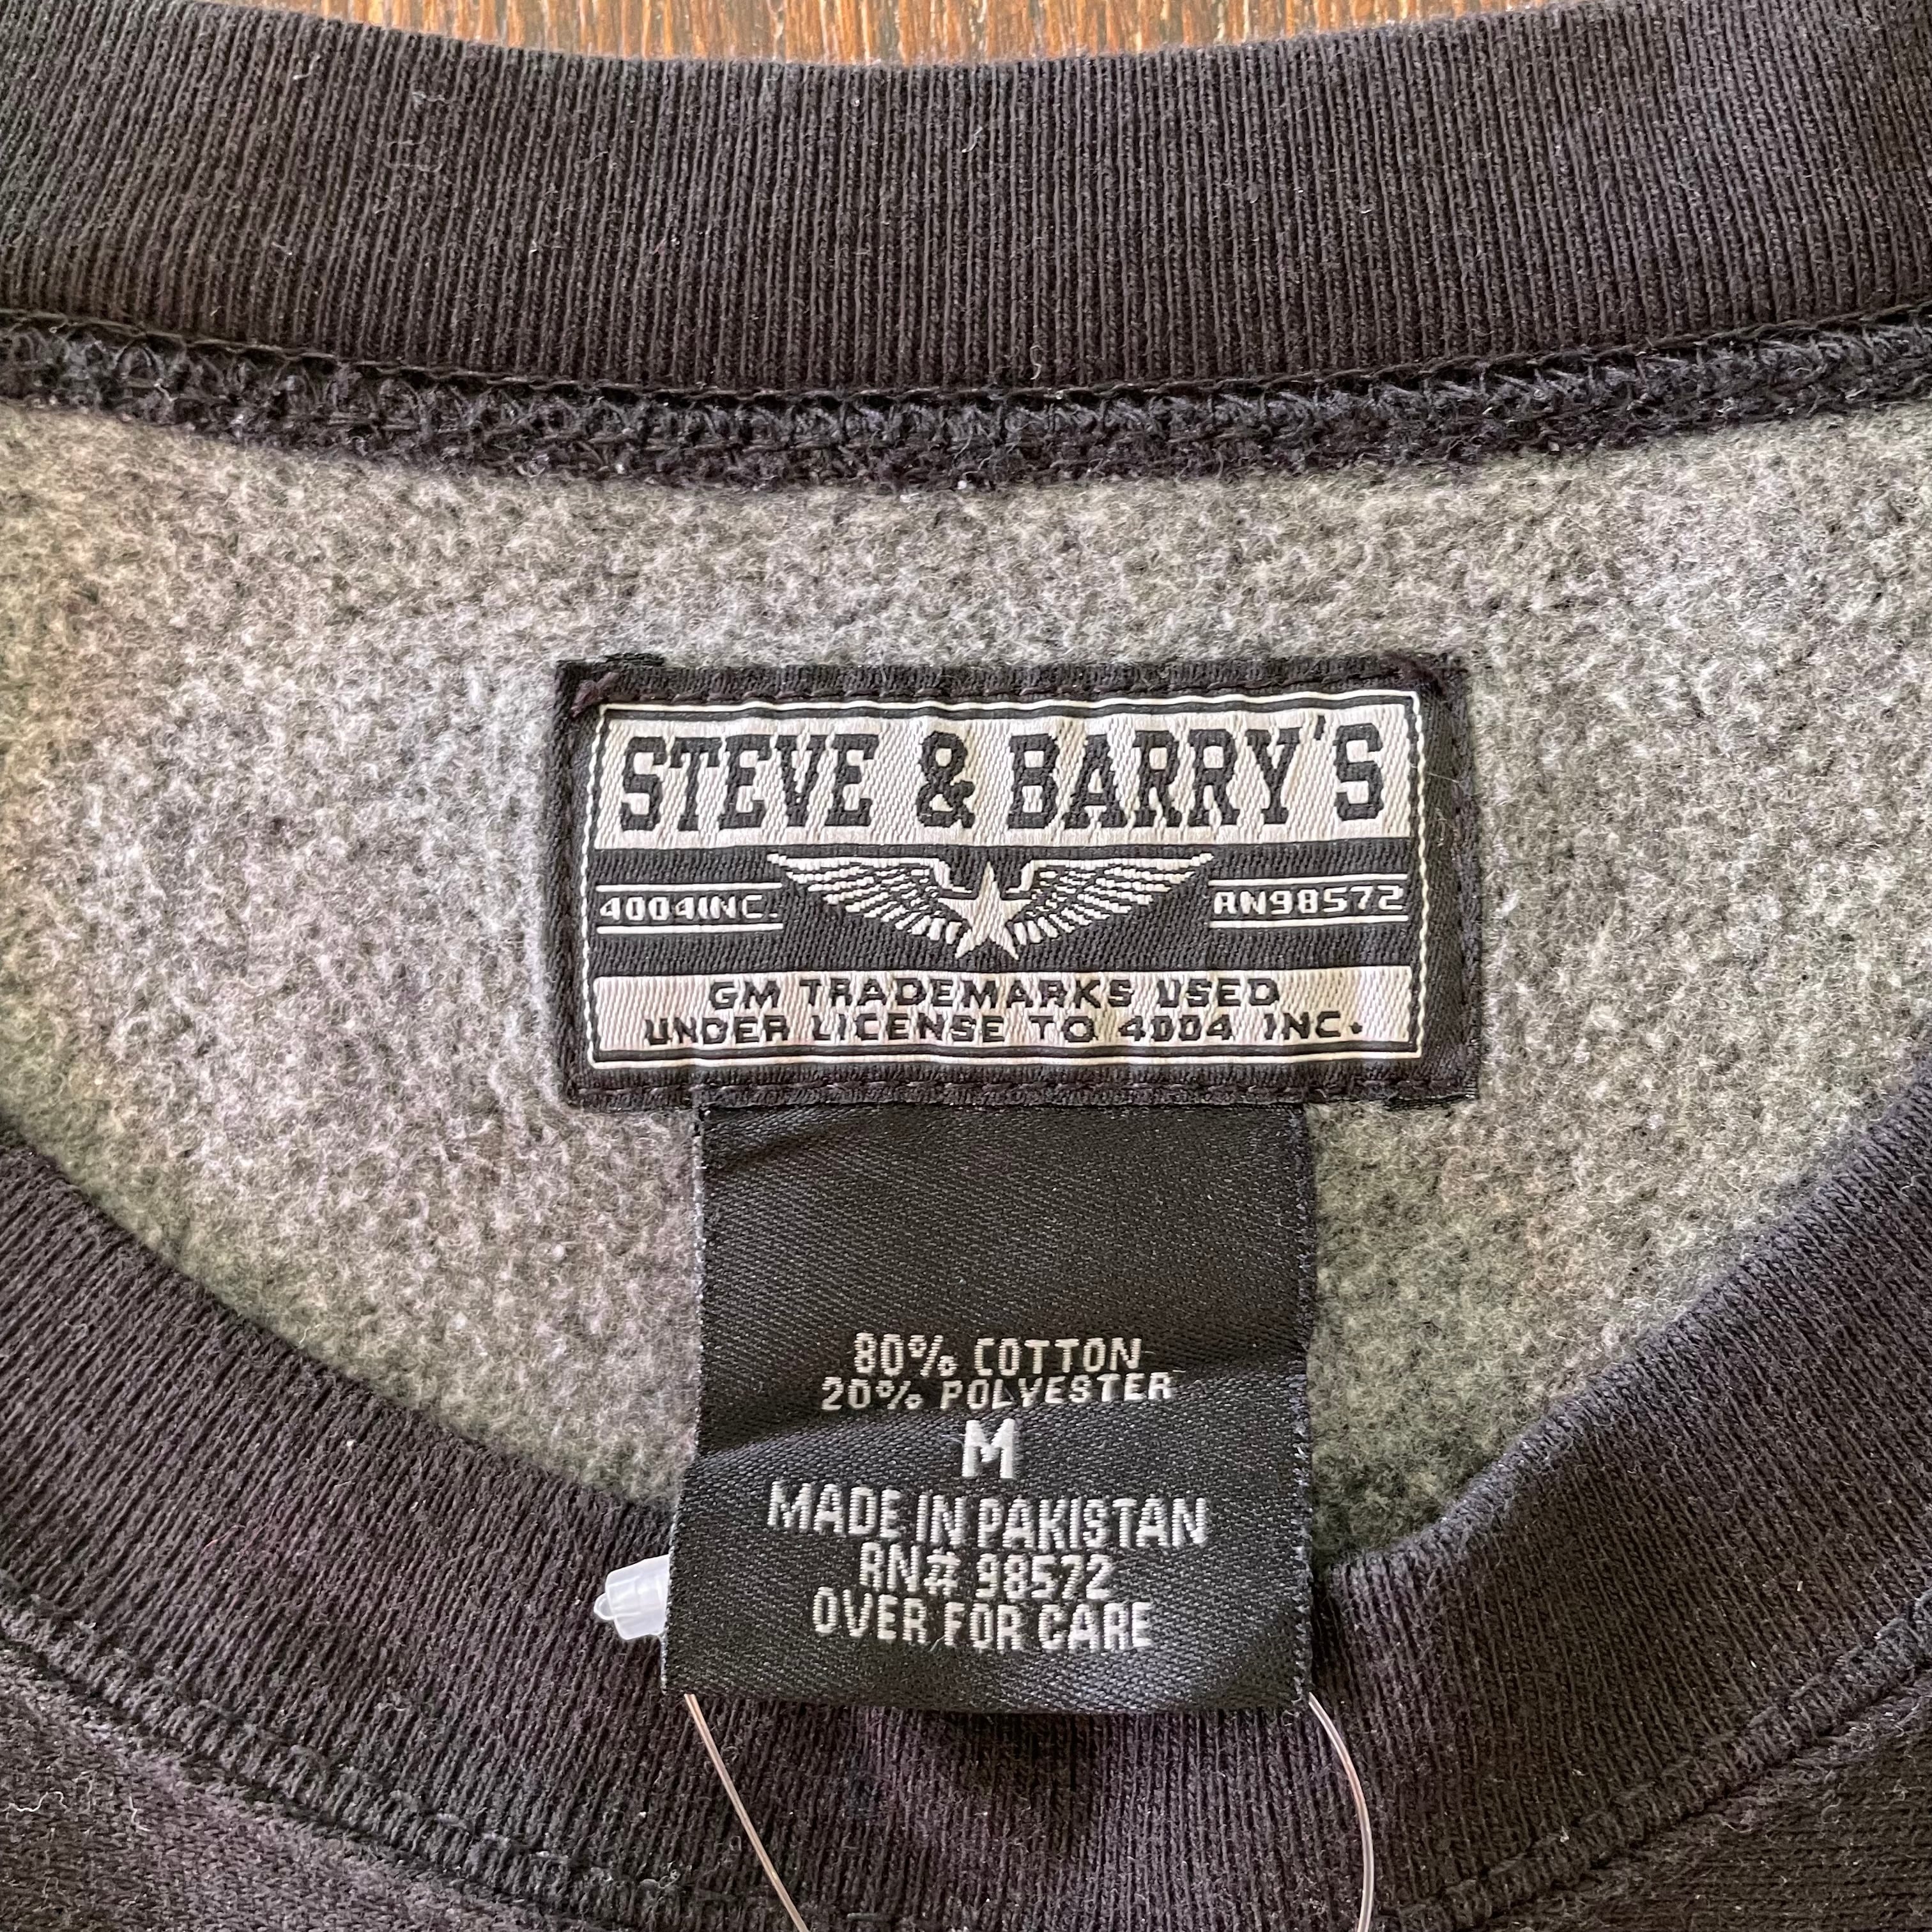 STEVE & BARRY'S
4004INC.
RN98572
GM TRADEMARKS USED
UNDER LICENSE TO 4004 INC.
80% COTTON
20% POLYESTER
M
MADE IN PAKISTAN
RN# 98572
OVER FOR CARE